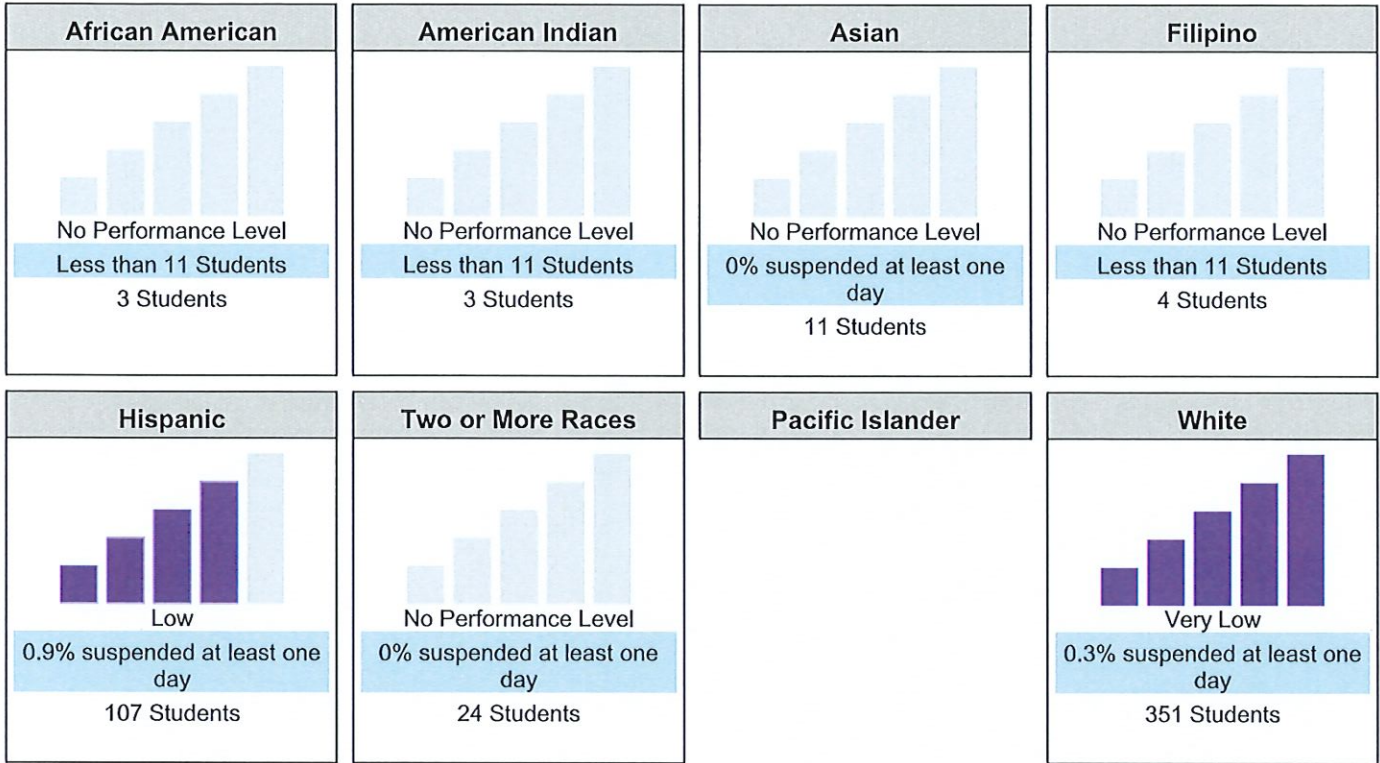 African American
No Performance Level
Less than 11 Students
3 Students
American Indian
No Performance Level
Less than 11 Students
3 Students
Asian
No Performance Level
0% suspended at least one
day
11 Students
Filipino
No Performance Level
Less than 11 Students
4 Students
Hispanic
Low
0.9% suspended at least one
day
107 Students
Two or More Races
No Performance Level
0% suspended at least one
day
24 Students
Pacific Islander
White
Very Low
0.3% suspended at least one
day
351 Students